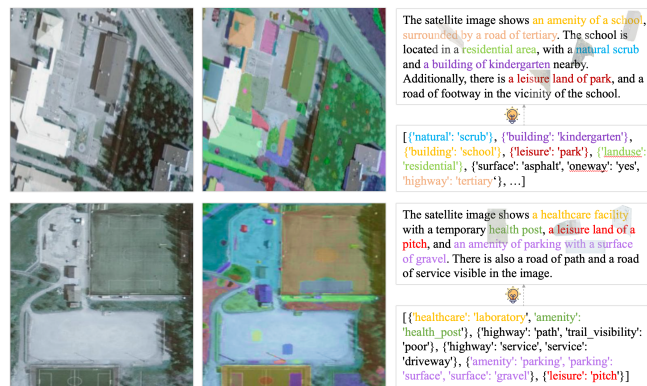 The satellite image shows an amenity of a school,
surrounded by a road of tertiary. The school is
located in a residential area, with a natural scrub
and a building of kindergarten nearby.
Additionally, there is a leisure land of park, and a
road of footway in the vicinity of the school.
[{'natural': 'scrub'}, {'building': 'kindergarten'},
{'building': 'school'}, {'leisure': 'park'}, {'landuse':
'residential'}, {'surface': 'asphalt', 'oneway': 'yes',
'highway': 'tertiary'}, …]
The satellite image shows a healthcare facility
with a temporary health post, a leisure land of a
pitch, and an amenity of parking with a surface
of gravel. There is also a road of path and a road
of service visible in the image.
[{'healthcare': 'laboratory', 'amenity':
'health_post'}, {'highway': 'path', 'trail_visibility':
'poor'}, {'highway': 'service', 'service':
'driveway'}, {'amenity': 'parking', 'parking':
'surface', 'surface': 'gravel'}, {'leisure': 'pitch'}]